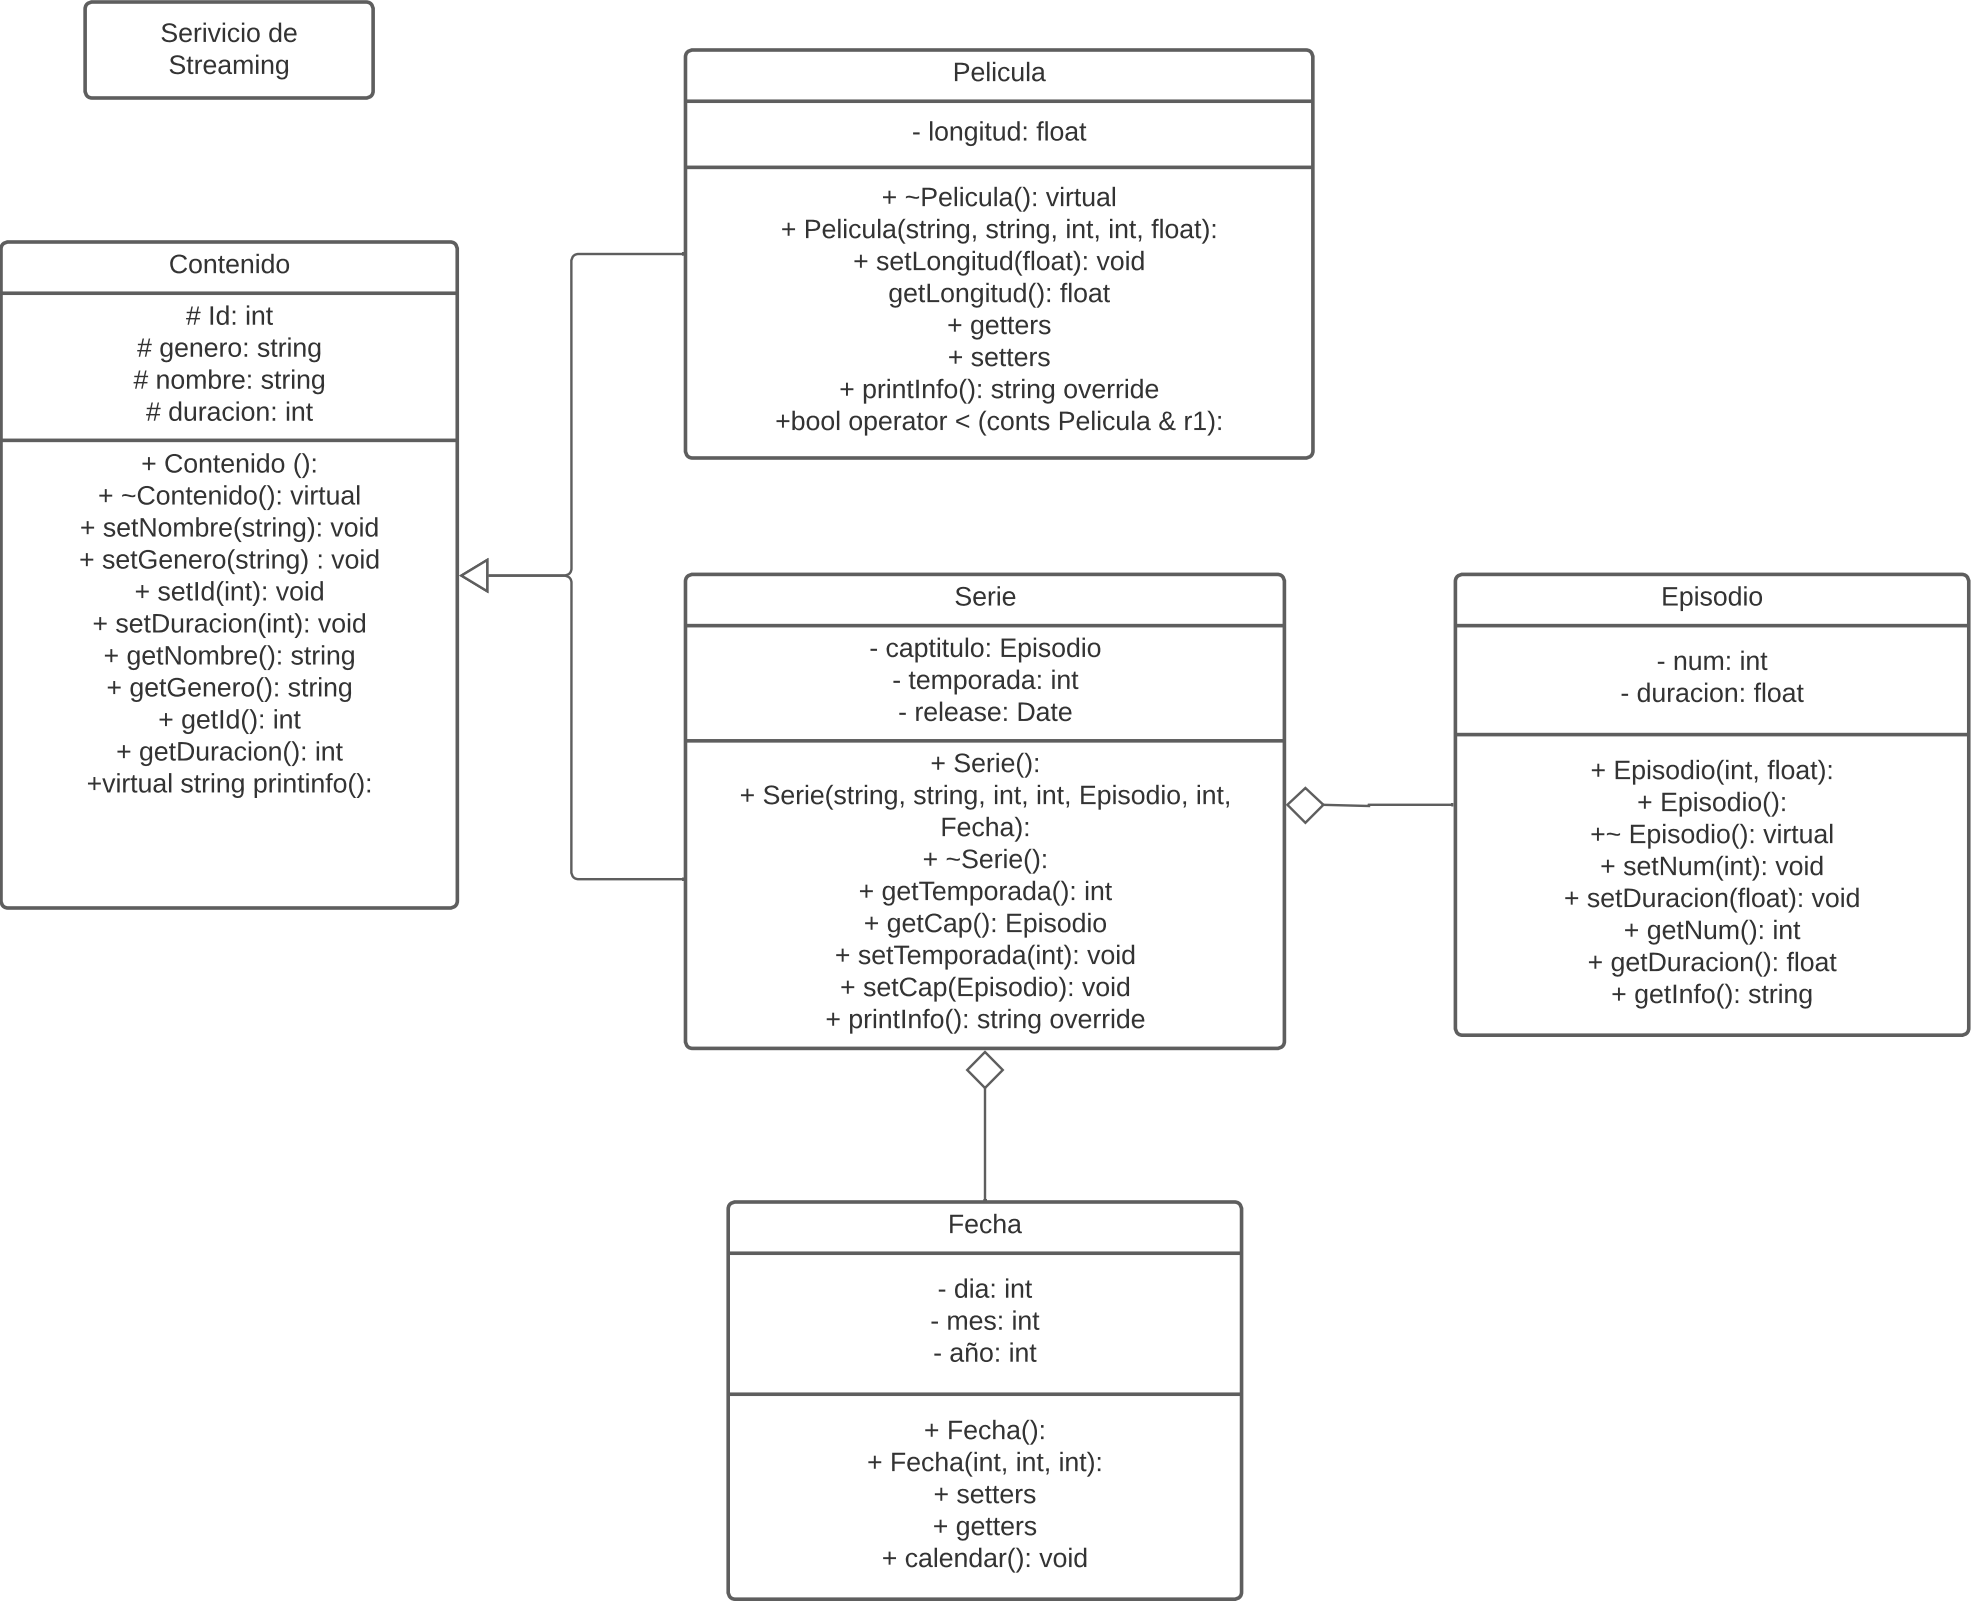 Serivicio de
Streaming
Pelicula
- longitud: float
+ ~Pelicula(): virtual
+ Pelicula(string, string, int, int, float):
+ setLongitud(float): void
getLongitud(): float
+ getters
+ setters
+ printInfo(): string override
+bool operator < (conts Pelicula & r1):
Contenido
# Id: int
# genero: string
# nombre: string
# duracion: int
+ Contenido ():
+ ~Contenido(): virtual
+ setNombre(string): void
+ setGenero(string) : void
+ setId(int): void
+ setDuracion(int): void
+ getNombre(): string
+ getGenero(): string
+ getId(): int
+ getDuracion(): int
+virtual string printinfo():
Serie
- captitulo: Episodio
- temporada: int
- release: Date
+ Serie():
+ Serie(string, string, int, int, Episodio, int,
Fecha):
+ ~Serie():
+ getTemporada(): int
+ getCap(): Episodio
+ setTemporada(int): void
+ setCap(Episodio): void
+ printInfo(): string override
Episodio
- num: int
- duracion: float
+ Episodio(int, float):
+ Episodio():
+~ Episodio(): virtual
+ setNum(int): void
+ setDuracion(float): void
+ getNum(): int
+ getDuracion(): float
+ getInfo(): string
Fecha
- dia: int
- mes: int
- año: int
+ Fecha():
+ Fecha(int, int, int):
+ setters
+ getters
+ calendar(): void